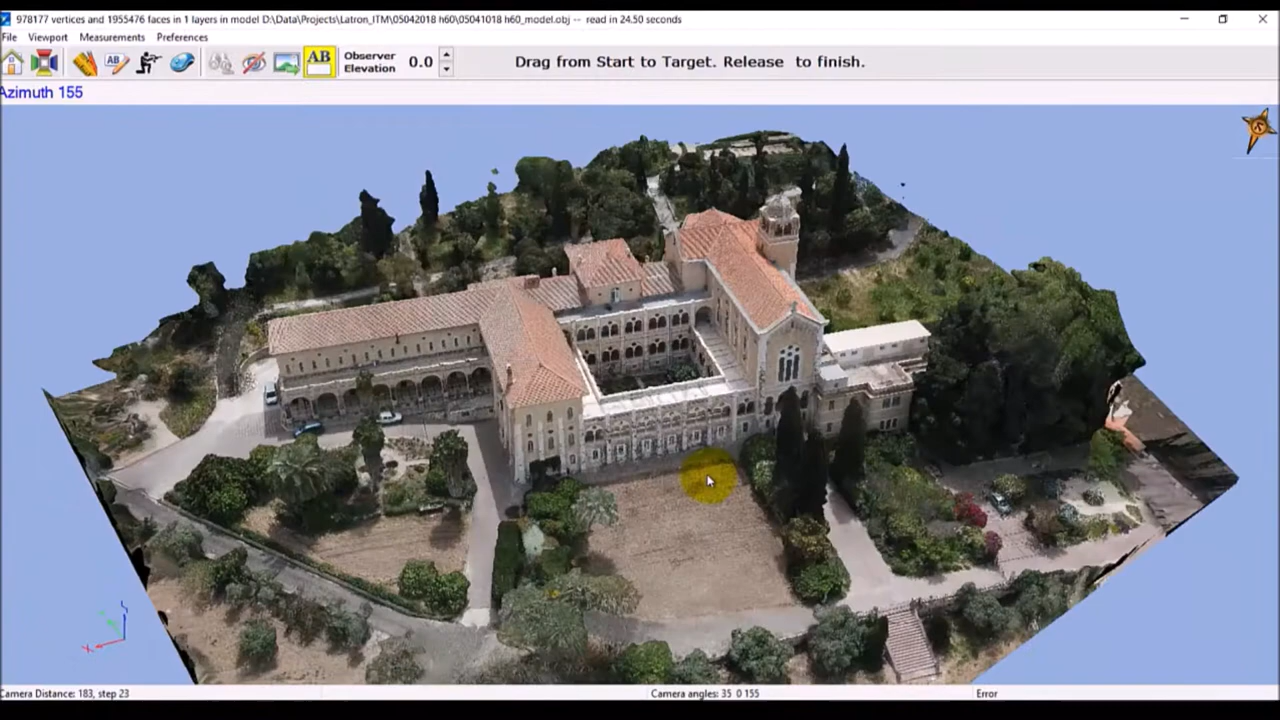 978177 vertices and 1955476 faces in 1 layers in model D:\Data\Projects\Latron_ITM\05042018 h60\05041018 h60_model.obj -- read in 24.50 seconds
File Viewport Measurements Preferences
AB AB Observer Elevation 0.0 Drag from Start to Target. Release to finish.
Azimuth 155
Camera Distance: 183, step 23 Camera angles: 35 0 155 Error